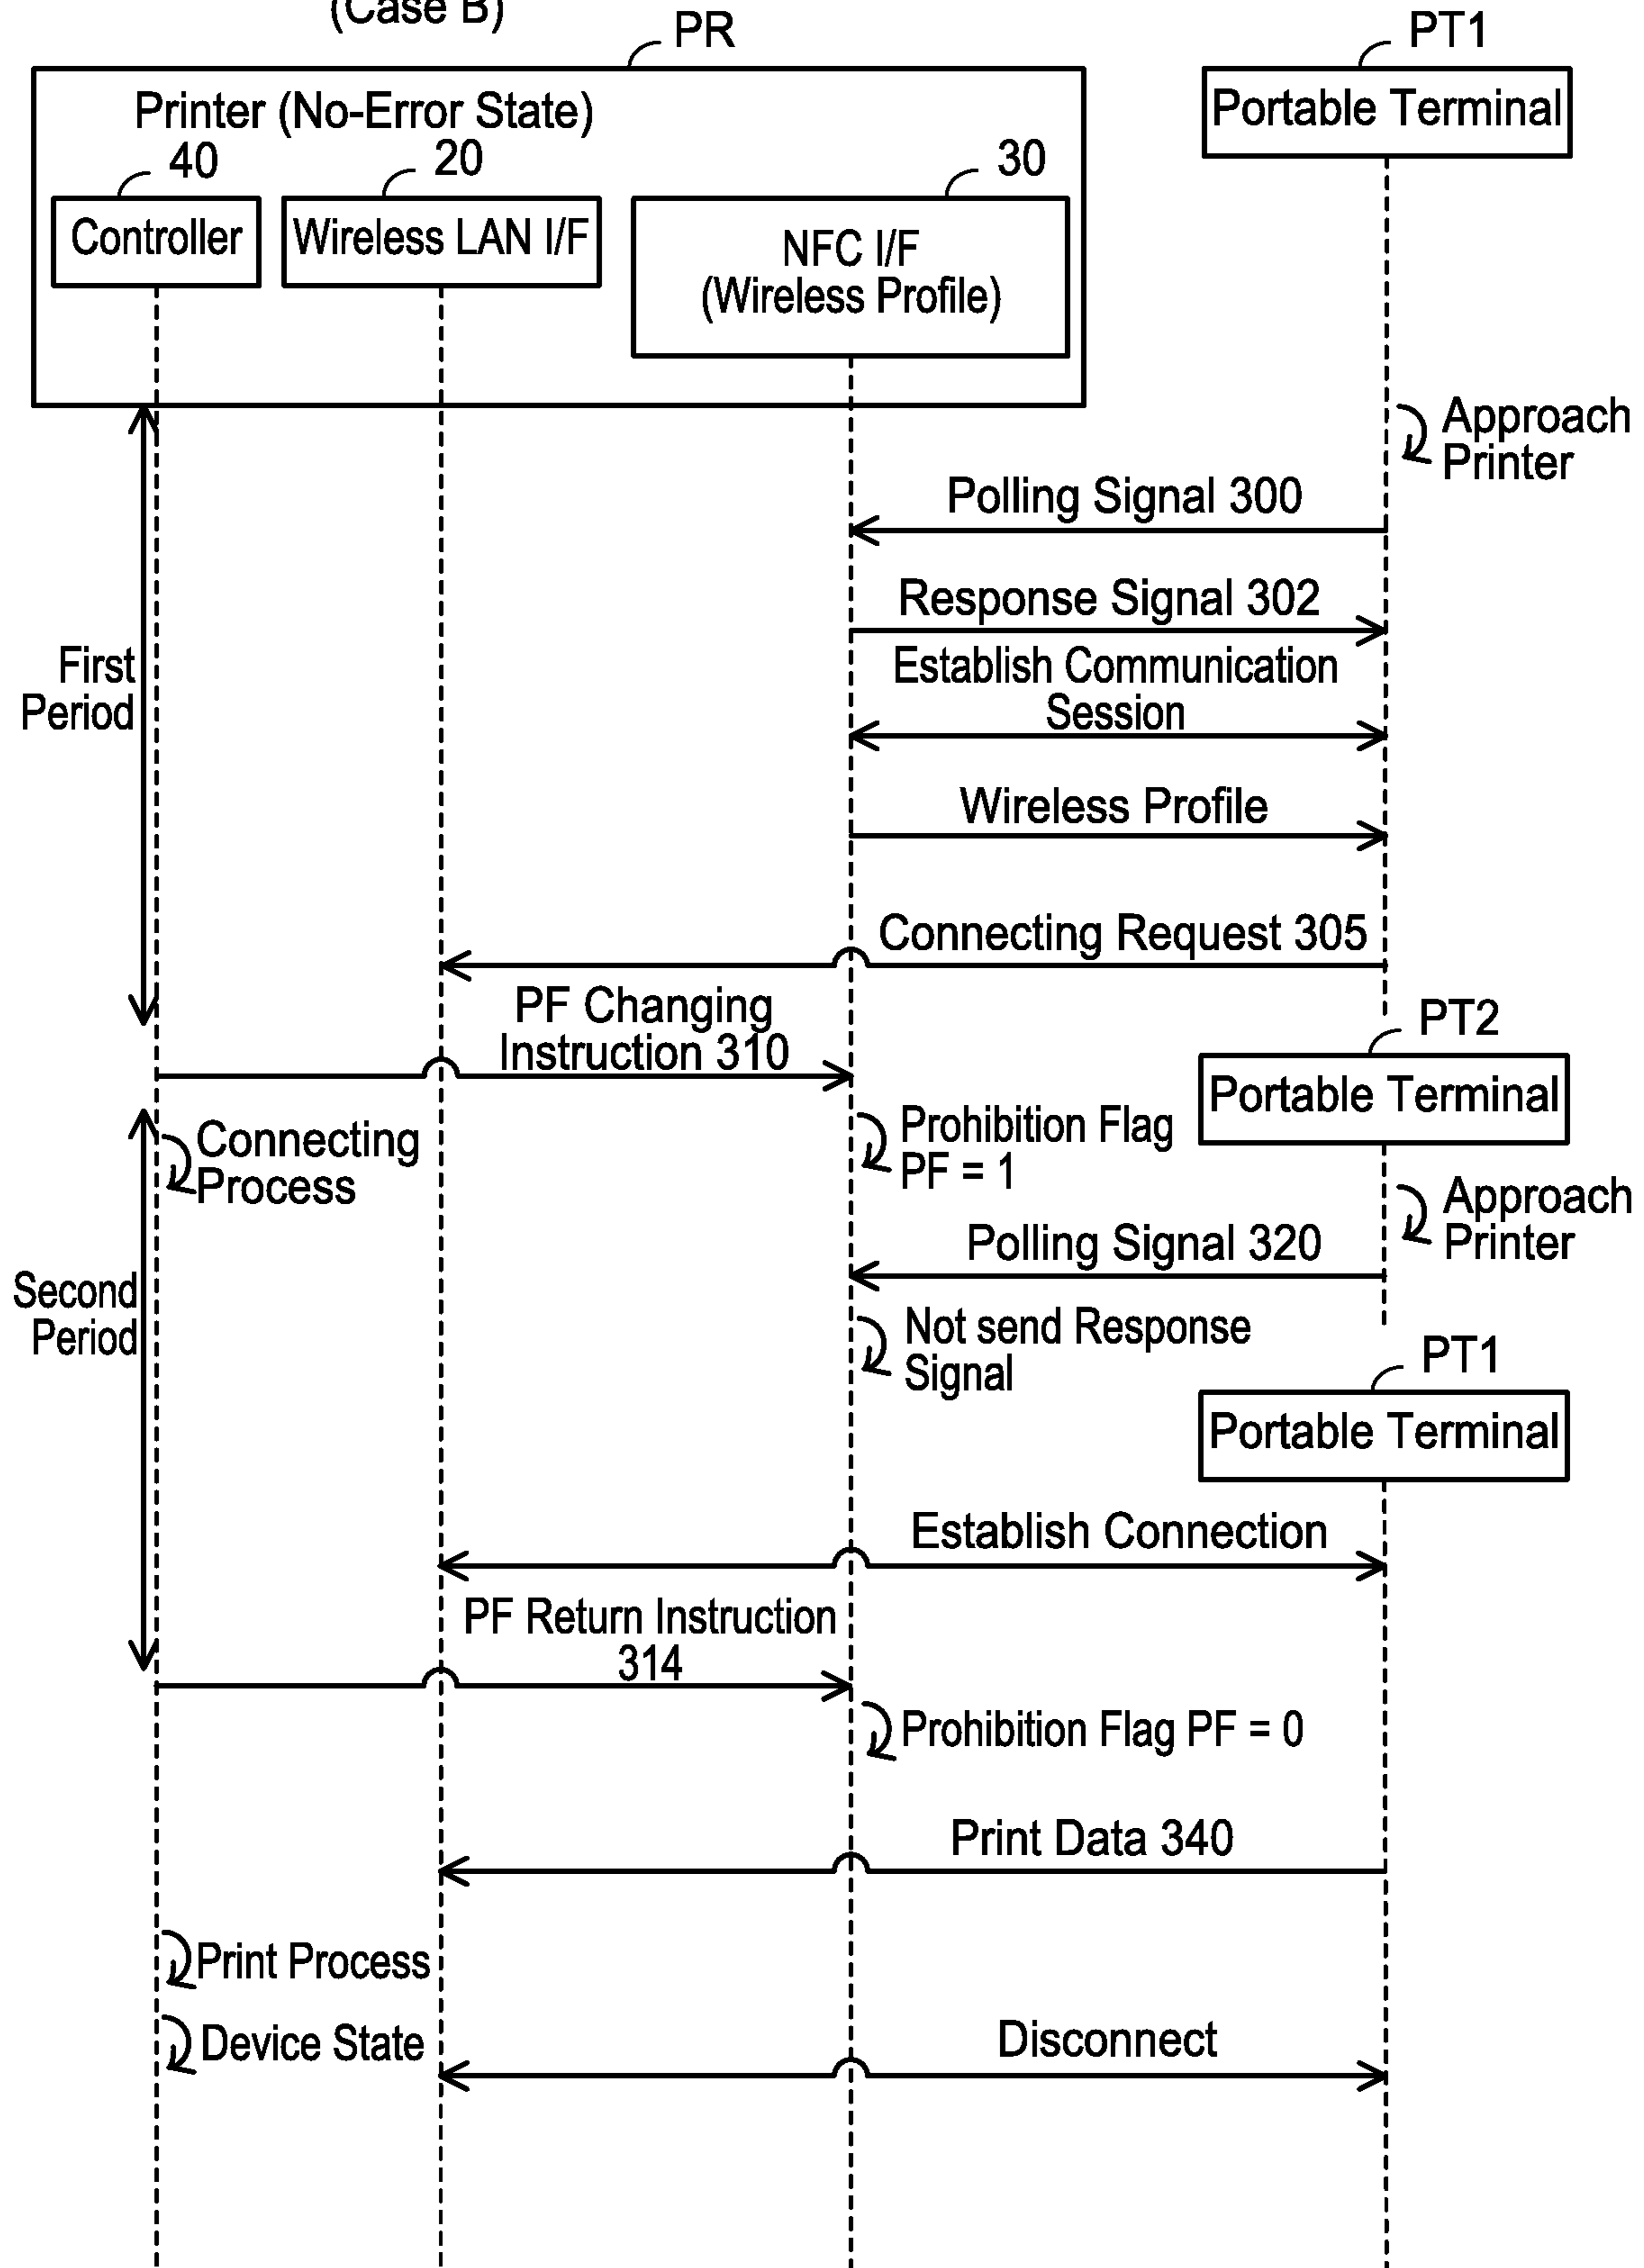 (Case B)
PR
PT1
Printer (No-Error State)
Portable Terminal
40
20
30
Controller
Wireless LAN I/F
NFC I/F
(Wireless Profile)
Approach
Printer
Polling Signal 300
Response Signal 302
First
Period
Establish Communication
Session
Wireless Profile
Connecting Request 305
PF Changing
Instruction 310
PT2
Portable Terminal
Connecting
Process
Prohibition Flag
PF = 1
Approach
Printer
Polling Signal 320
Second
Period
Not send Response
Signal
PT1
Portable Terminal
Establish Connection
PF Return Instruction
314
Prohibition Flag PF = 0
Print Data 340
Print Process
Device State
Disconnect